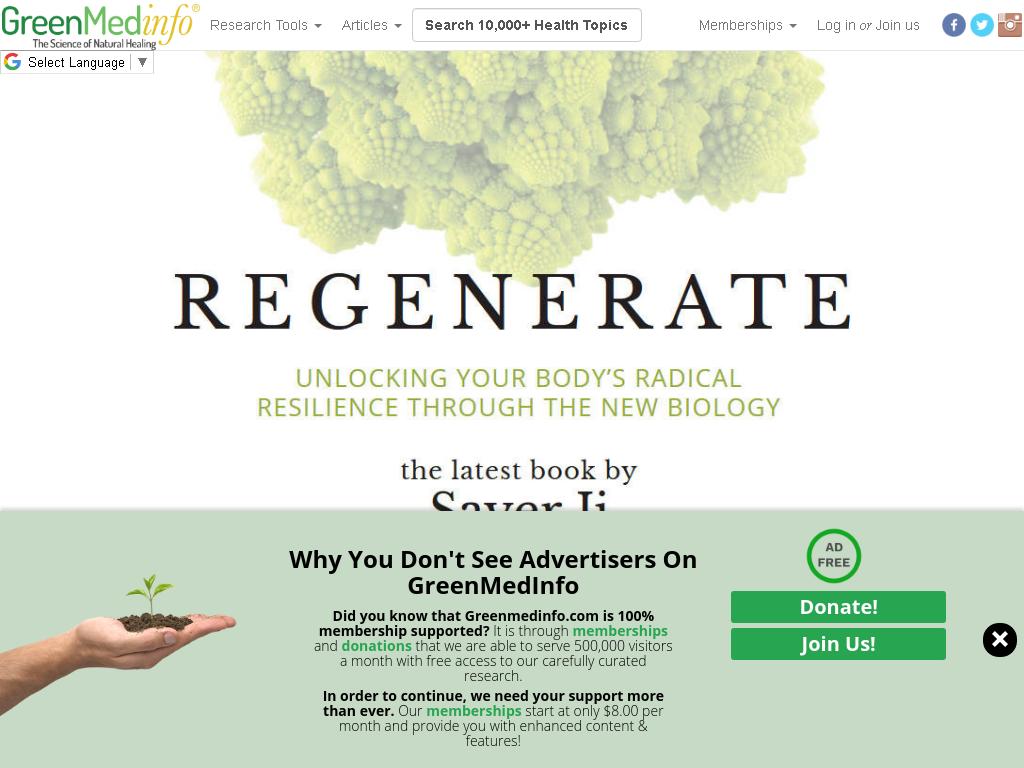 GreenMedinfo®
The Science of Natural Healing
Research Tools
Articles
Search 10,000+ Health Topics
Memberships
Log in or Join us
Select Language ▼
REGENERATE
UNLOCKING YOUR BODY'S RADICAL
RESILIENCE THROUGH THE NEW BIOLOGY
the latest book by
Sayer Ji
Why You Don't See Advertisers On
GreenMedInfo
Did you know that Greenmedinfo.com is 100%
membership supported? It is through memberships
and donations that we are able to serve 500,000 visitors
a month with free access to our carefully curated
research.
In order to continue, we need your support more
than ever. Our memberships start at only $8.00 per
month and provide you with enhanced content &
features!
AD
FREE
Donate!
Join Us!